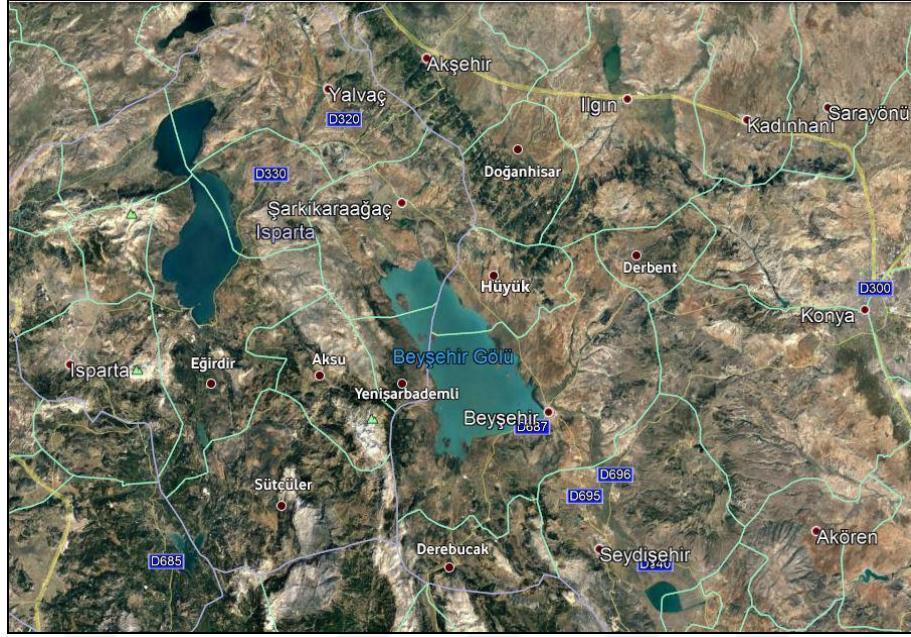 Akşehir
Yalvaç
Ilgın
Sarayönü
Kadınhanı
D320
Doğanhisar
D330
Şarkikaraağaç
Isparta
Derbent
Hüyük
D300
Konya
Beyşehir Gölü
Eğirdir
Aksu
Isparta
Yenişarbademli
Beyşehir
D687
D696
Sütçüler
D695
Akören
Derebucak
Seydişehir
D685
D140